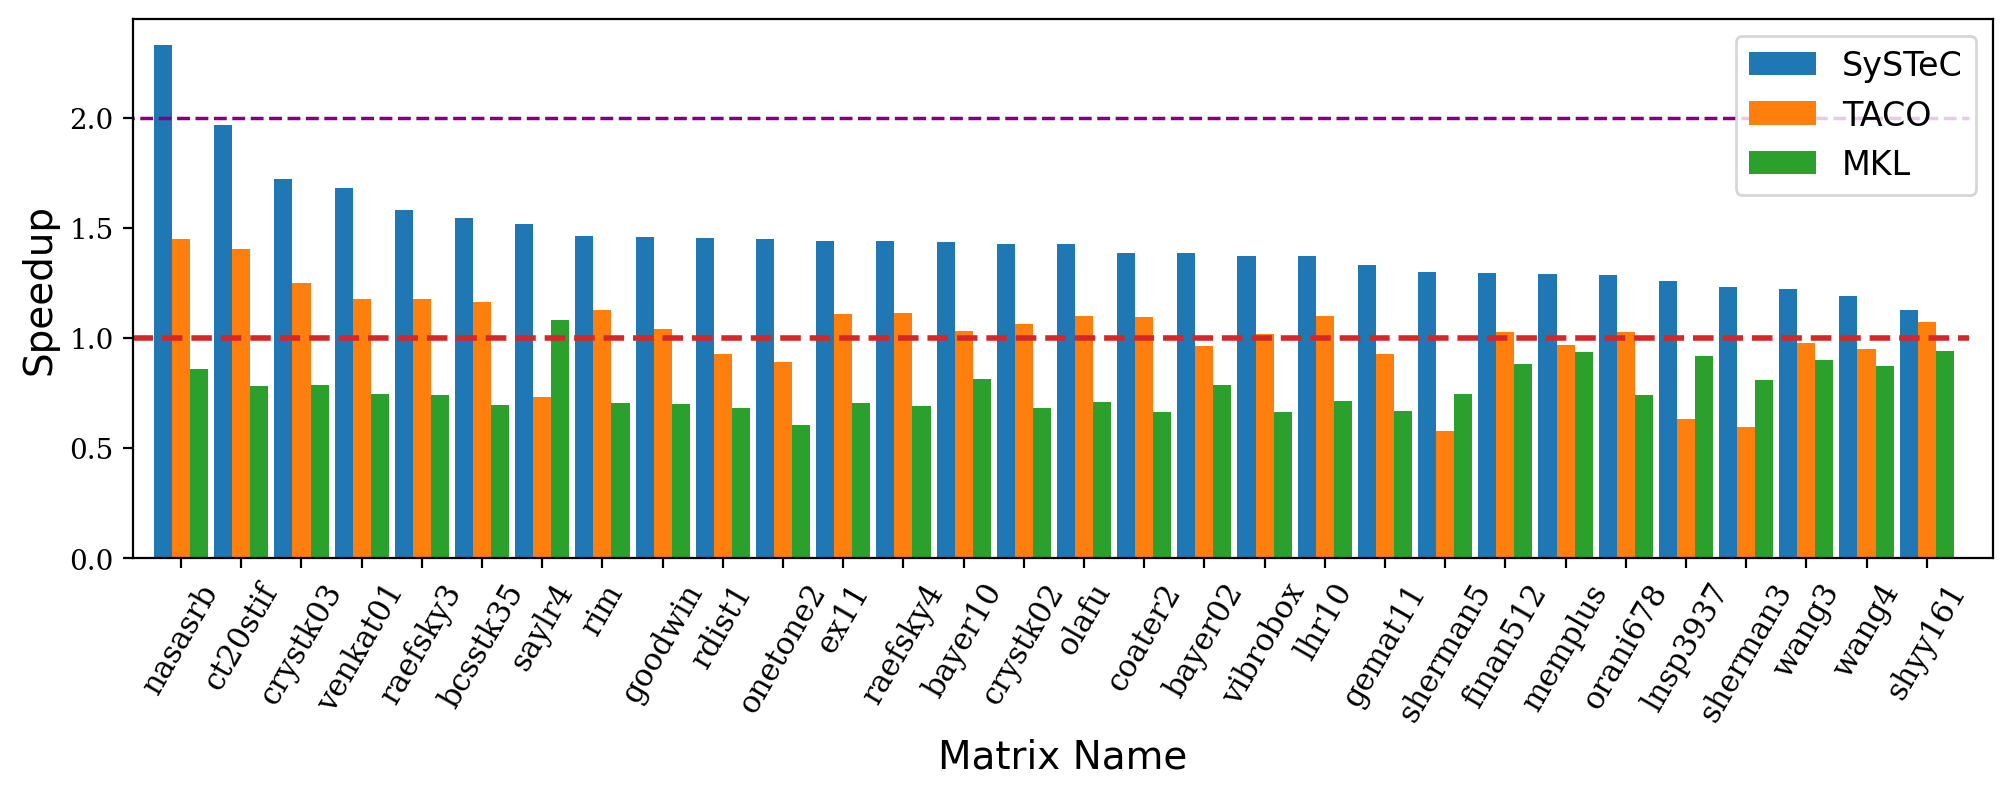 SySTeC
TACO
MKL
Speedup
2.0
1.5
1.0
0.5
0.0
nasasrb
ct20stif
crystk03
venkat01
raefsky3
bcsstk35
saylr4
rim
goodwin
rdist1
onetone2
ex11
raefsky4
bayer10
crystk02
olafu
coater2
bayer02
vibrobox
lhr10
gemat11
sherman5
finan512
memplus
orani678
lnsp3937
sherman3
wang3
wang4
shyy161
Matrix Name